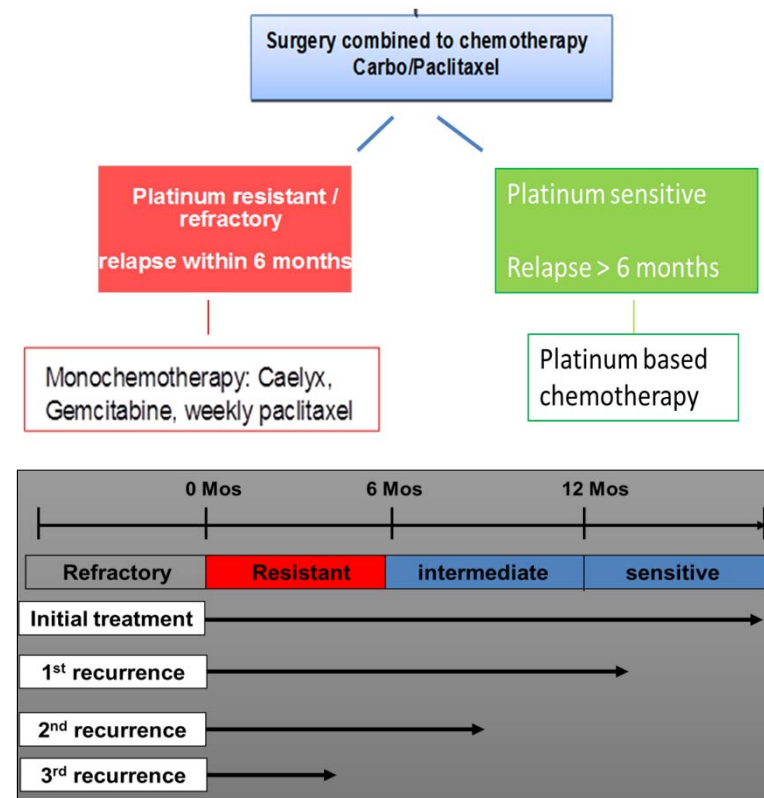 Surgery combined to chemotherapy
Carbo/Paclitaxel
Platinum resistant /
refractory
relapse within 6 months
Platinum sensitive
Relapse > 6 months
Monochemotherapy: Caelyx,
Gemcitabine, weekly paclitaxel
Platinum based
chemotherapy
0 Mos 6 Mos 12 Mos
Refractory Resistant intermediate sensitive
Initial treatment
1st recurrence
2nd recurrence
3rd recurrence